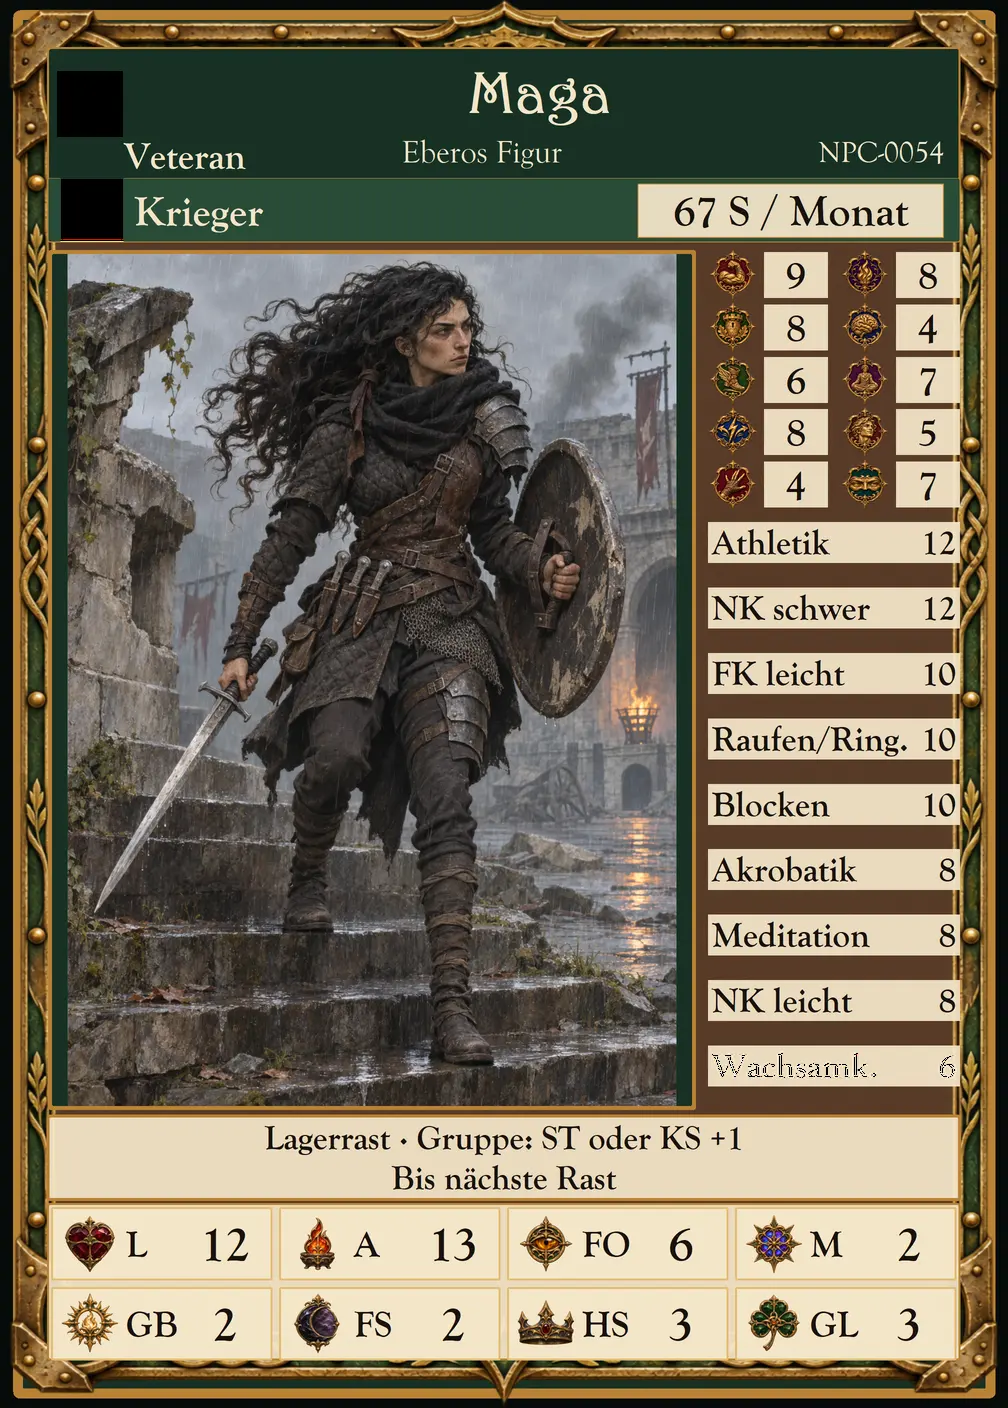 Maga
Veteran
Eberos Figur
NPC-0054
Krieger
67 S / Monat
9 8
8 4
6 7
8 5
4 7
Athletik 12
NK schwer 12
FK leicht 10
Raufen/Ring. 10
Blocken 10
Akrobatik 8
Meditation 8
NK leicht 8
Wachsamk. 6
Lagerrast · Gruppe: ST oder KS +1
Bis nächste Rast
L 12 A 13 FO 6 M 2
GB 2 FS 2 HS 3 GL 3